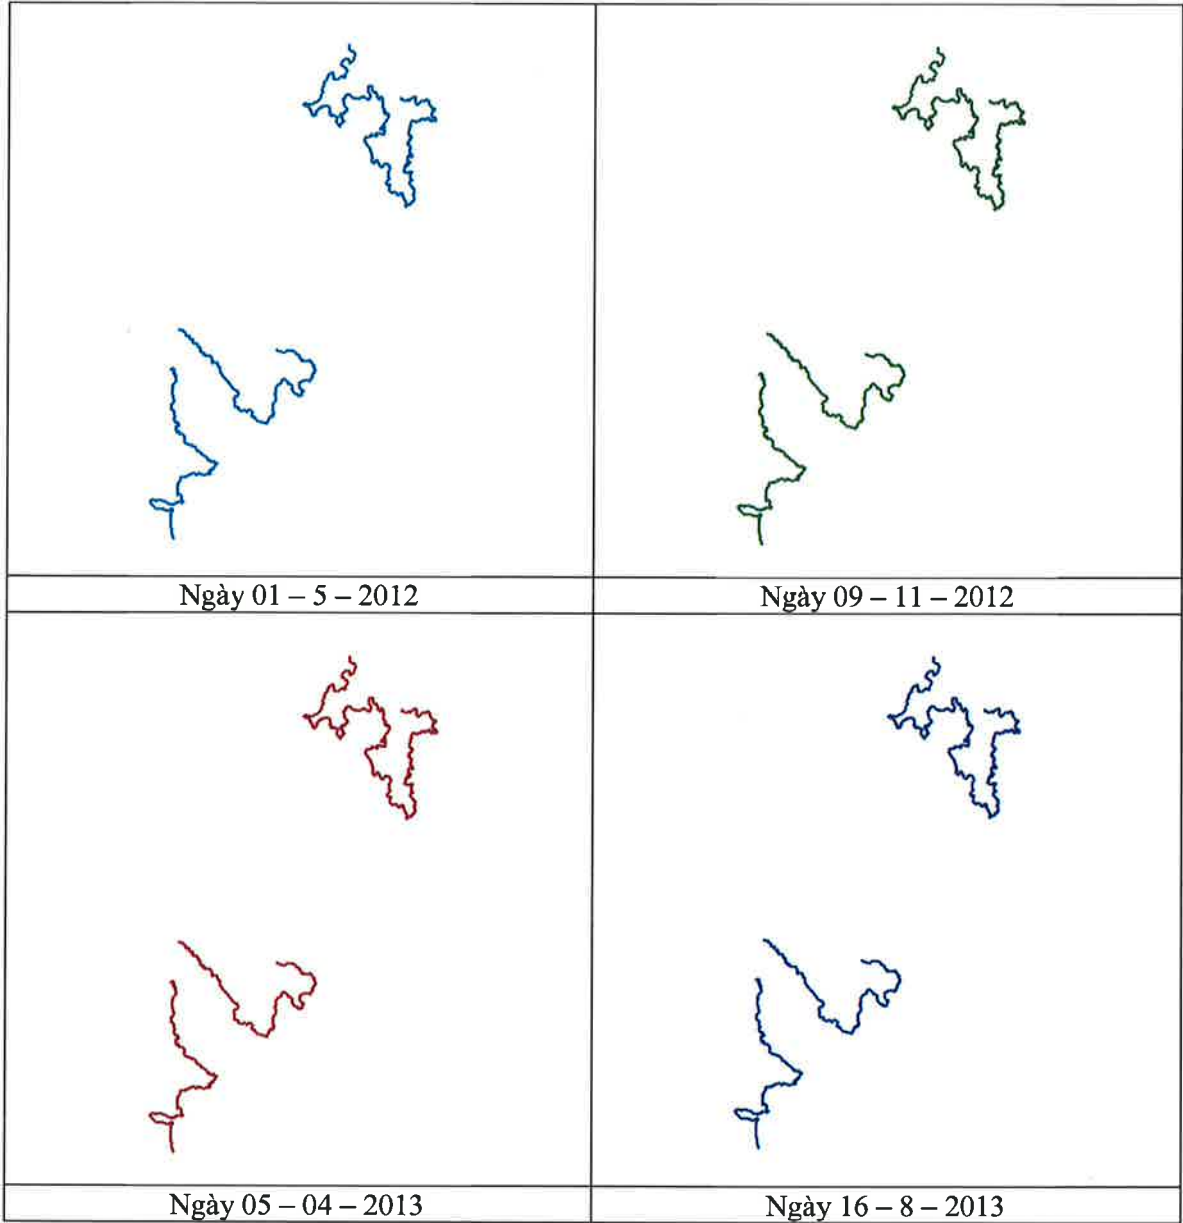 Ngày 01 – 5 – 2012
Ngày 09 – 11 – 2012
Ngày 05 – 04 – 2013
Ngày 16 – 8 – 2013